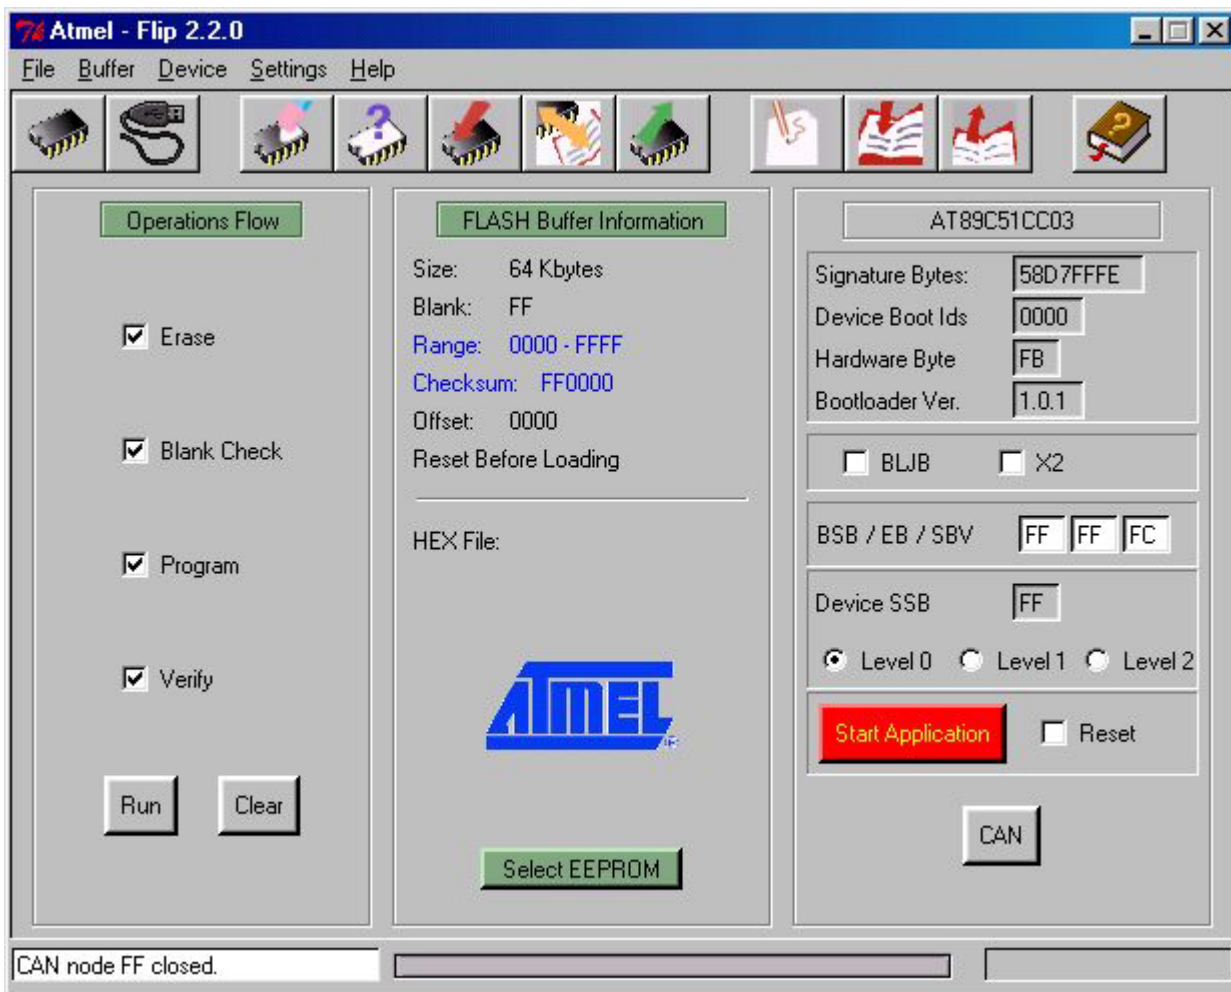 Atmel - Flip 2.2.0
File Buffer Device Settings Help
Operations Flow
Erase
Blank Check
Program
Verify
Run Clear
FLASH Buffer Information
Size: 64 Kbytes
Blank: FF
Range: 0000 - FFFF
Checksum: FF0000
Offset: 0000
Reset Before Loading
HEX File:
ATMEL
Select EEPROM
AT89C51CC03
Signature Bytes: 58D7FFFE
Device Boot Ids 0000
Hardware Byte FB
Bootloader Ver. 1.0.1
BLJB X2
BSB / EB / SBV FF FF FC
Device SSB FF
Level 0 Level 1 Level 2
Start Application Reset
CAN
CAN node FF closed.